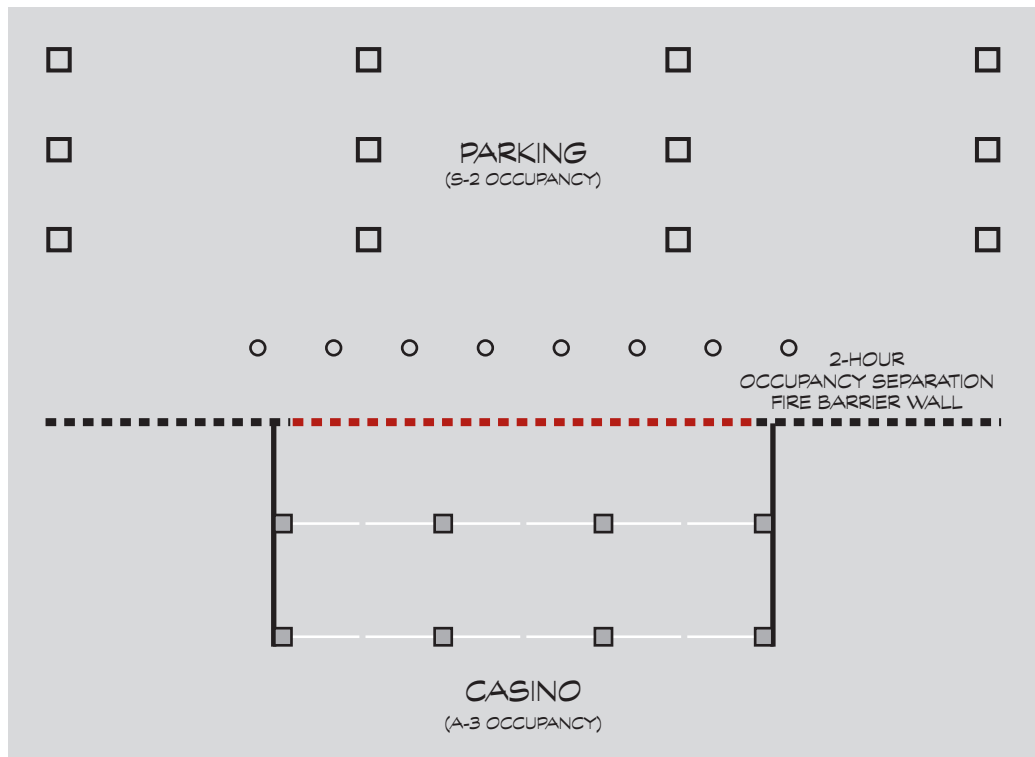 PARKING
(S-2 OCCUPANCY)
2-HOUR
OCCUPANCY SEPARATION
FIRE BARRIER WALL
CASINO
(A-3 OCCUPANCY)